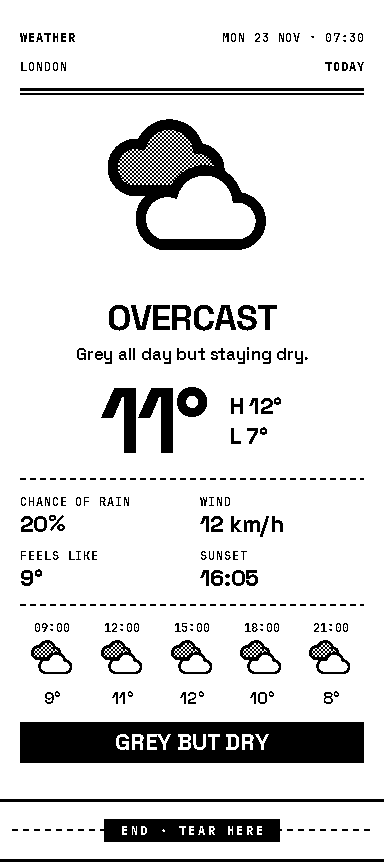 WEATHER MON 23 NOV · 07:30
LONDON TODAY
OVERCAST
Grey all day but staying dry.
11° H 12°
L 7°
CHANCE OF RAIN WIND
20% 12 km/h
FEELS LIKE SUNSET
9° 16:05
09:00 12:00 15:00 18:00 21:00
9° 11° 12° 10° 8°
GREY BUT DRY
END · TEAR HERE